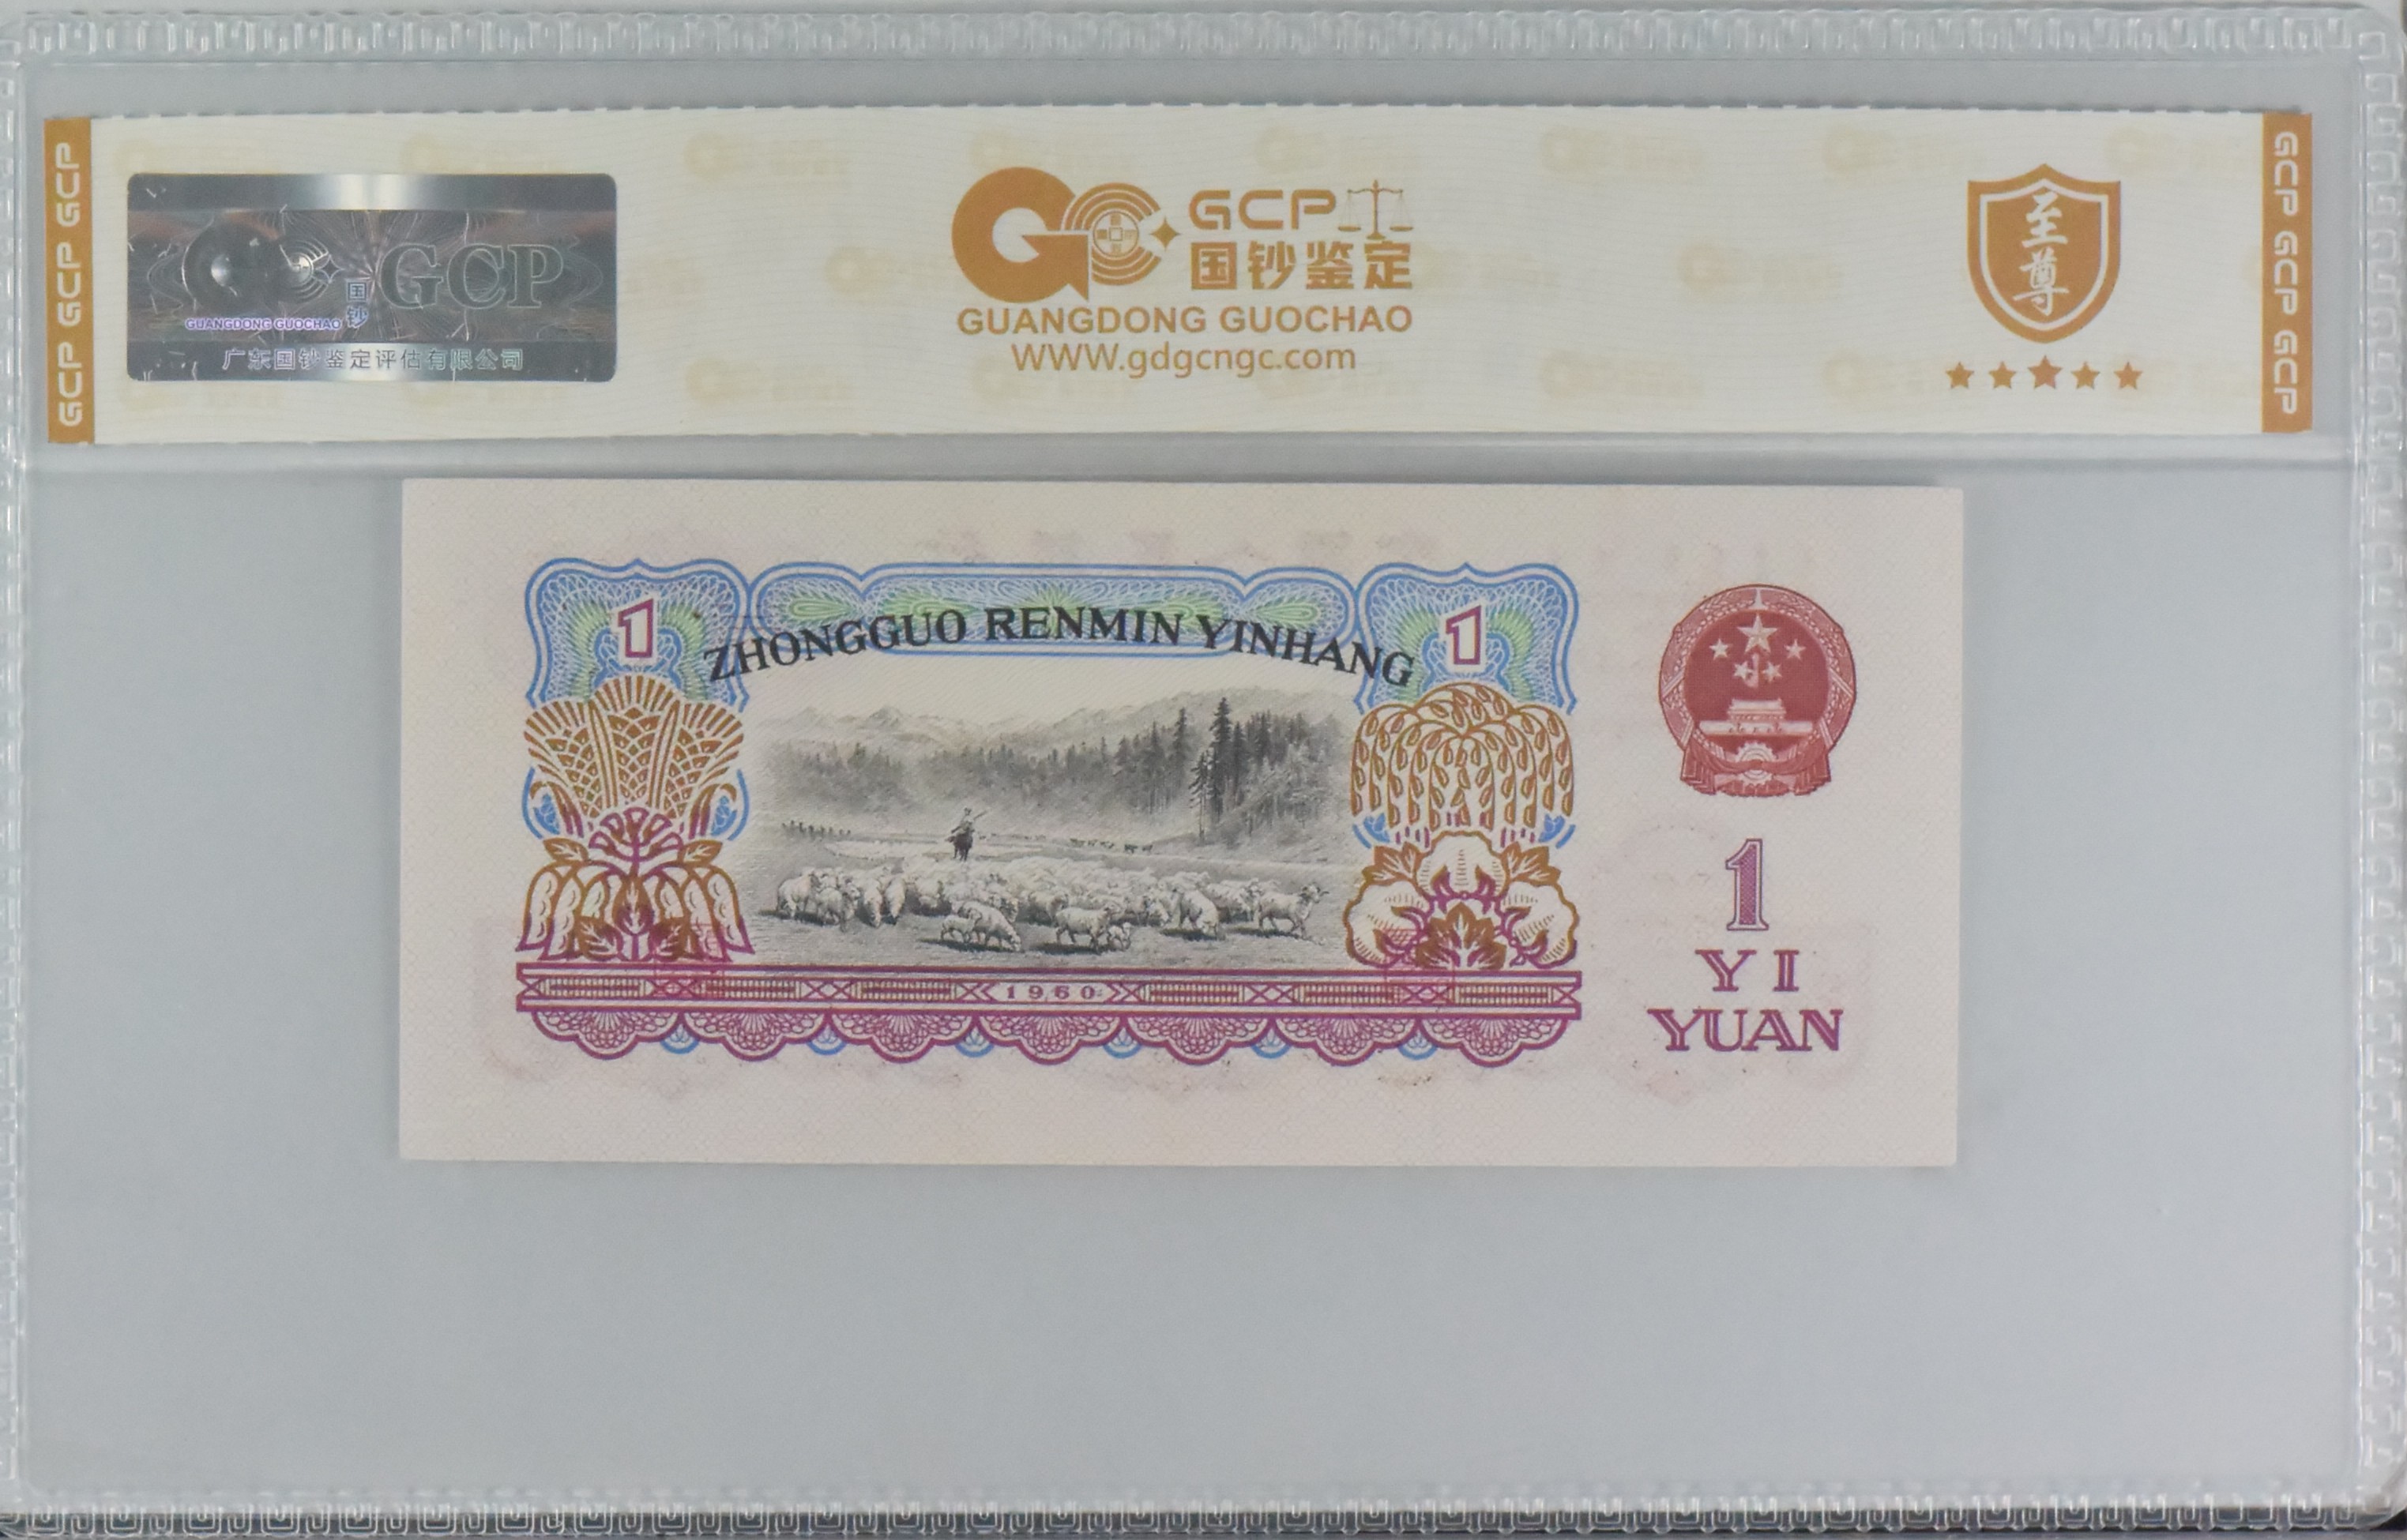 GCP GCP GCP
GCP
国钞
GUANGDONG GUOCHAO
广东国钞鉴定评估有限公司
GCP
国钞鉴定
GUANGDONG GUOCHAO
WWW.gdgcngc.com
至尊
GCP GCP GCP
1
ZHONGGUO RENMIN YINHANG
1
1960
1
YI
YUAN